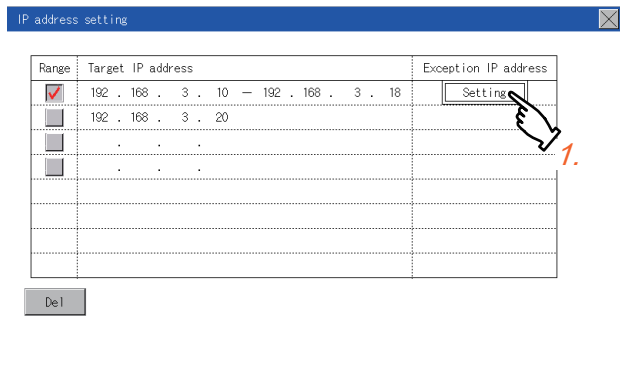 IP address setting
Range Target IP address Exception IP address
192 . 168 . 3 . 10 — 192 . 168 . 3 . 18 Setting
192 . 168 . 3 . 20
. . .
. . .
1.
Del